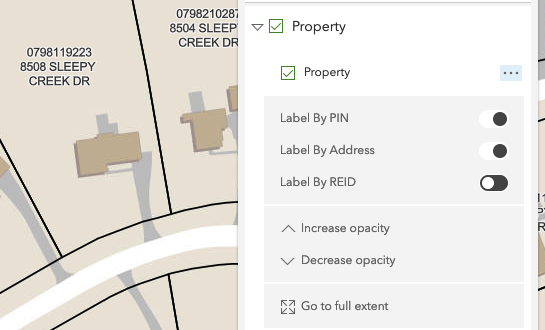 0798210287
8504 SLEEPY
CREEK DR
0798119223
8508 SLEEPY
CREEK DR
Property
Property
Label By PIN
Label By Address
Label By REID
Increase opacity
Decrease opacity
Go to full extent